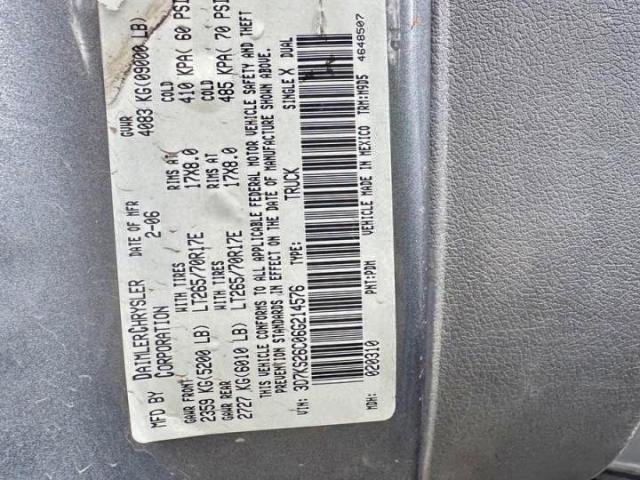 MFD BY DAIMLERCHRYSLER CORPORATION DATE OF MFR 2-06 GVWR 4083 KG(09000 LB)
GAWR FRONT WITH TIRES RIMS AT COLD
2359 KG(5200 LB) LT265/70R17E 17X8.0 410 KPA( 60 PSI
GAWR REAR WITH TIRES RIMS AT COLD
2727 KG(6010 LB) LT265/70R17E 17X8.0 485 KPA( 70 PSI
THIS VEHICLE CONFORMS TO ALL APPLICABLE FEDERAL MOTOR VEHICLE SAFETY AND THEFT
PREVENTION STANDARDS IN EFFECT ON THE DATE OF MANUFACTURE SHOWN ABOVE.
VIN: 3D7KS26C06G214576 TYPE: TRUCK SINGLE X DUAL
MDH: 020310 PNT:PDM VEHICLE MADE IN MEXICO TRM:M9D5 4648507